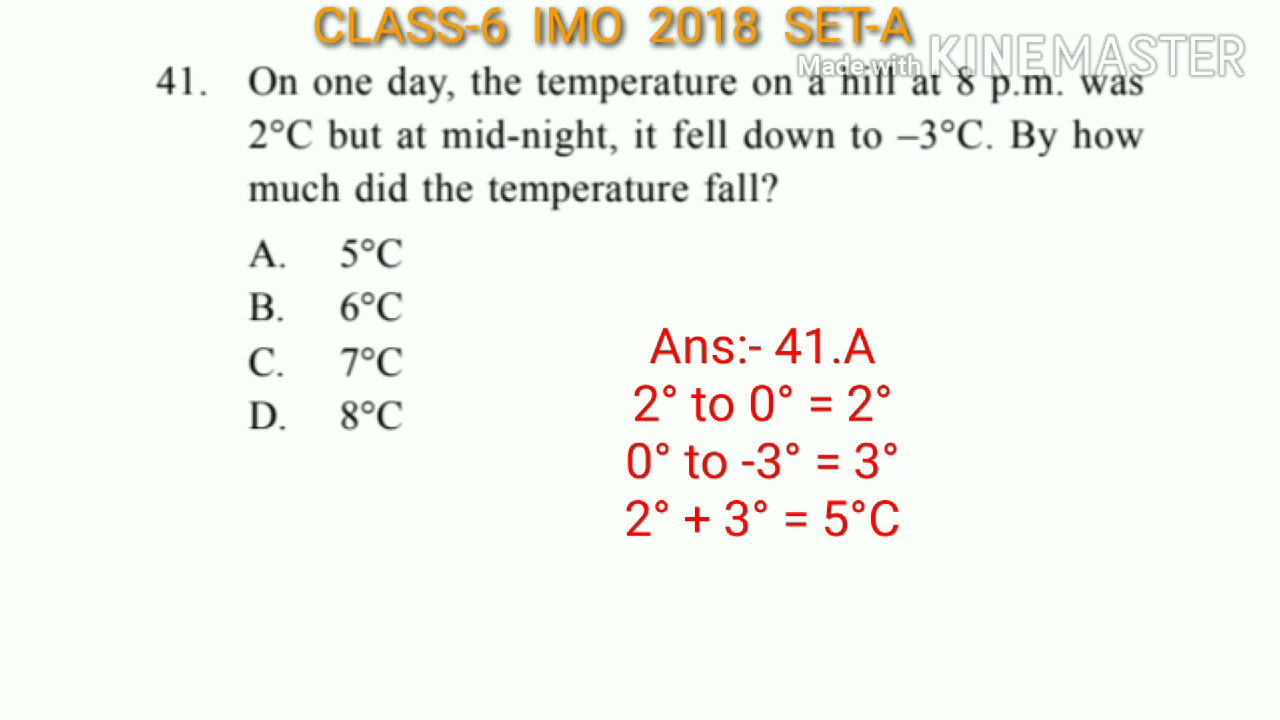 CLASS-6 IMO 2018 SET-A
Made with KINEMASTER
41. On one day, the temperature on a hill at 8 p.m. was
2°C but at mid-night, it fell down to –3°C. By how
much did the temperature fall?
A. 5°C
B. 6°C
C. 7°C
D. 8°C
Ans:- 41.A
2° to 0° = 2°
0° to -3° = 3°
2° + 3° = 5°C